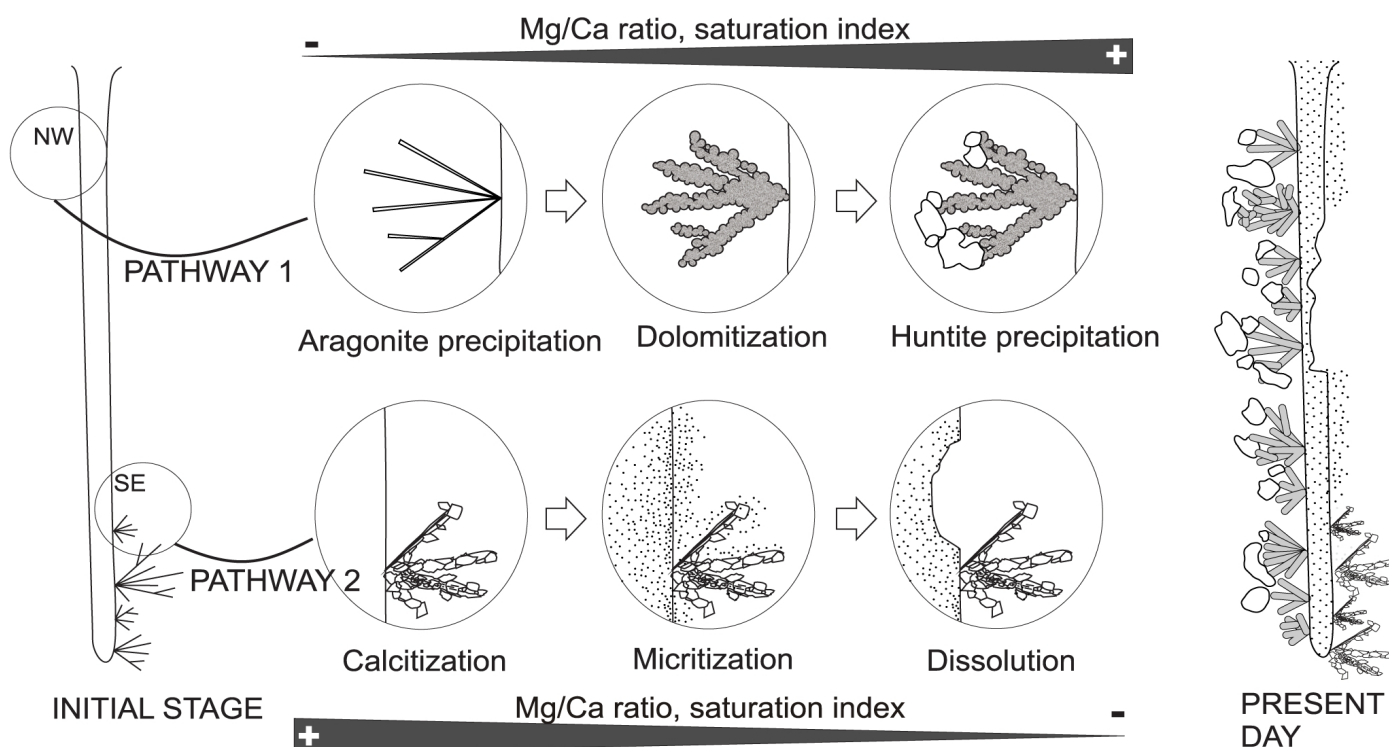 Mg/Ca ratio, saturation index
- +
NW
PATHWAY 1
Aragonite precipitation
Dolomitization
Huntite precipitation
SE
PATHWAY 2
Calcitization
Micritization
Dissolution
INITIAL STAGE
Mg/Ca ratio, saturation index
+ -
PRESENT
DAY